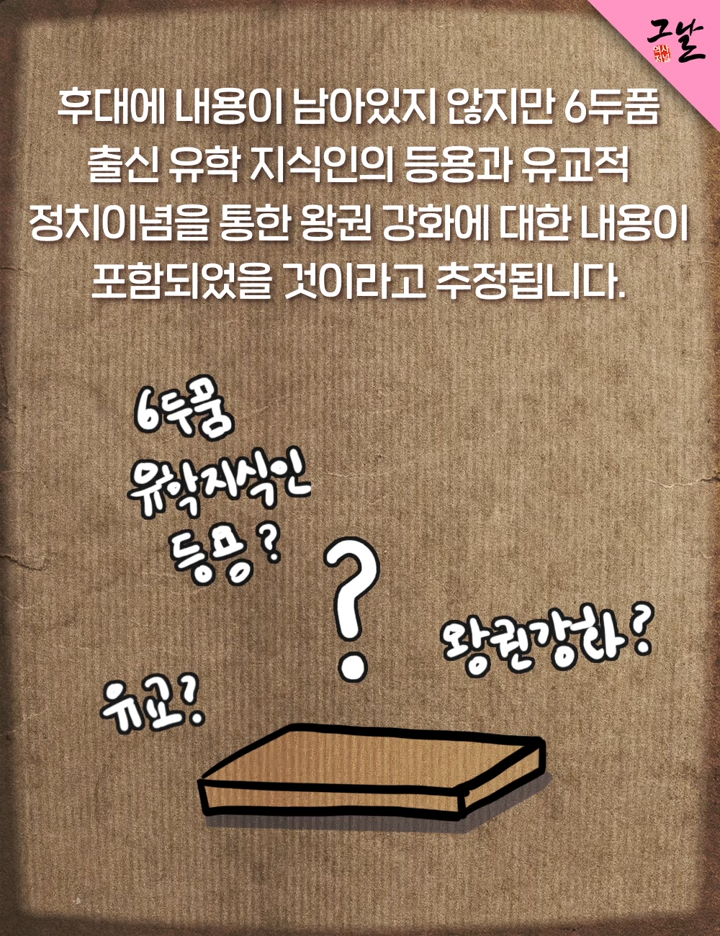 그날
역사
저널
후대에 내용이 남아있지 않지만 6두품
출신 유학 지식인의 등용과 유교적
정치이념을 통한 왕권 강화에 대한 내용이
포함되었을 것이라고 추정됩니다.
6두품
유학지식인
등용?
?
왕권강화?
유교?